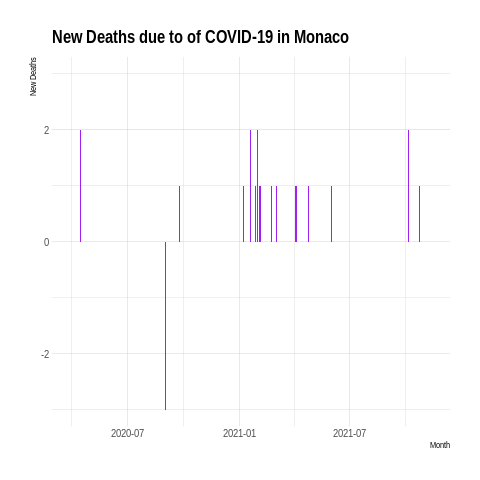 New Deaths due to of COVID-19 in Monaco
New Deaths
2
0
-2
2020-07 2021-01 2021-07
Month